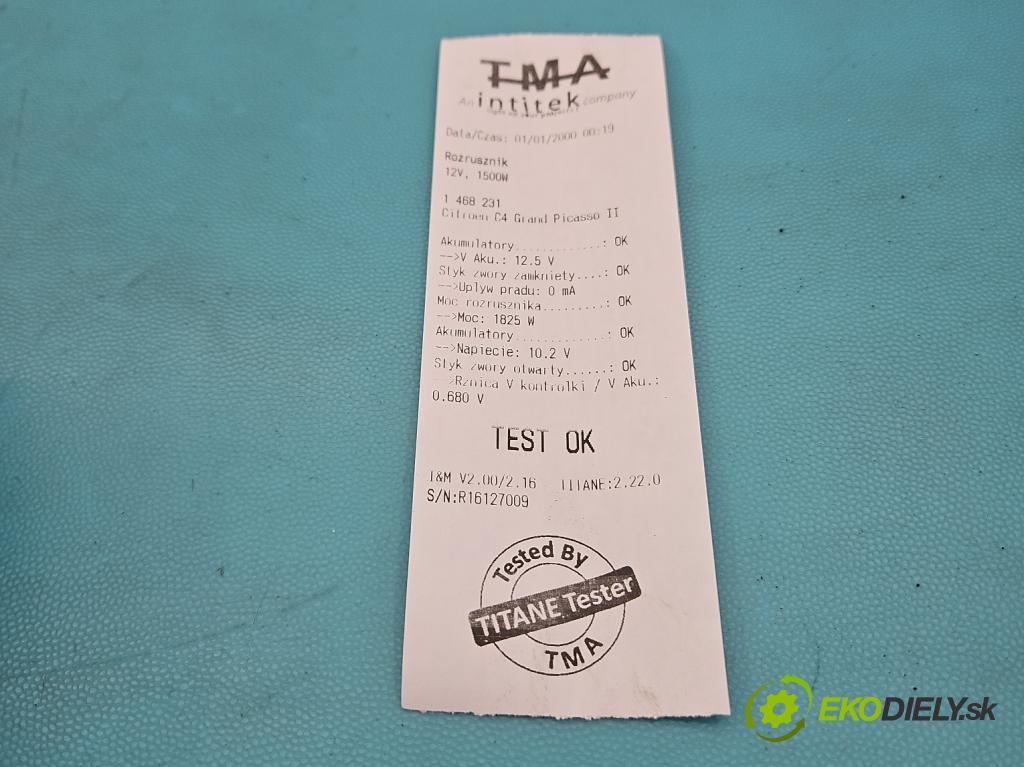 TMA
An intitek company
Data/Czas: 01/01/2000 00:19
Rozrusznik
12V, 1500W
1 468 231
Citroen C4 Grand Picasso II
Akumulatory............: OK
-->V Aku.: 12.5 V
Styk zwory zamkniety....: OK
-->Uplyw pradu: 0 mA
Moc rozrusznika.........: OK
-->Moc: 1825 W
Akumulatory............: OK
-->Napiecie: 10.2 V
Styk zwory otwarty......: OK
-->Rznica V kontrolki / V Aku.:
0.680 V
TEST OK
I&M V2.00/2.16 TITANE:2.22.0
S/N:R16127009
Tested By
TITANE Tester
TMA
EKODIELY.sk